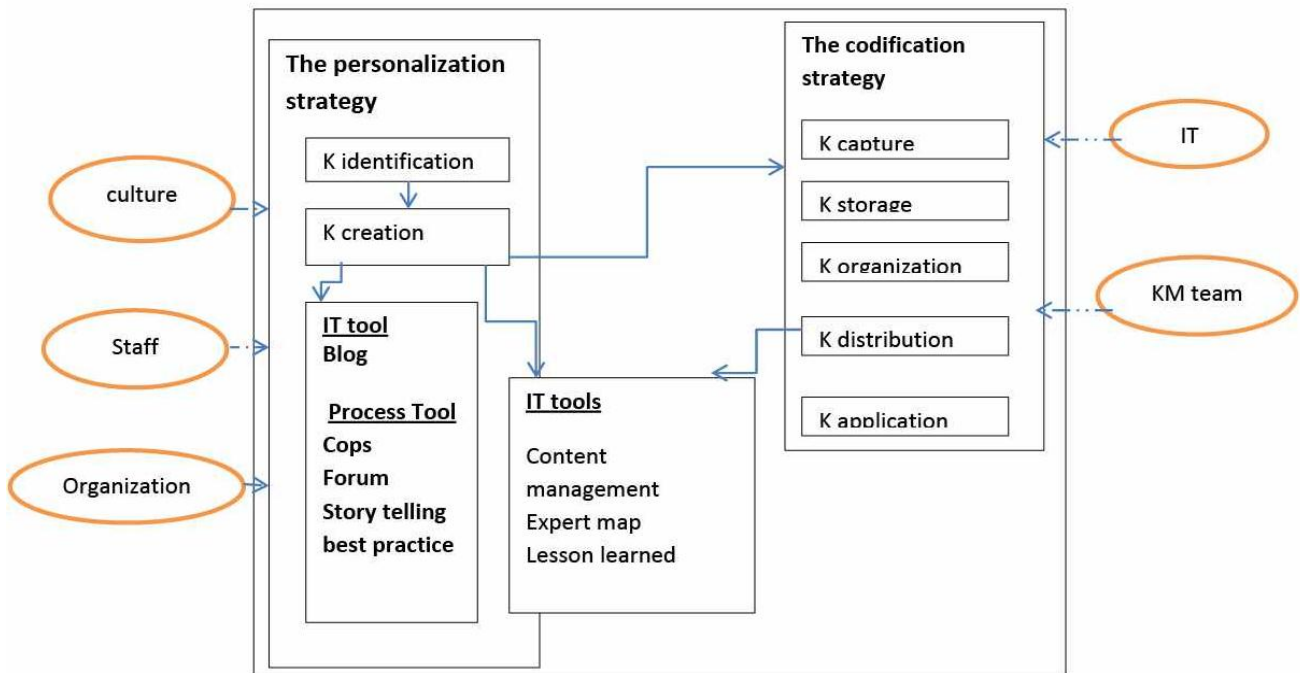 The personalization
strategy
K identification
K creation
IT tool
Blog
Process Tool
Cops
Forum
Story telling
best practice
IT tools
Content
management
Expert map
Lesson learned
The codification
strategy
K capture
K storage
K organization
K distribution
K application
culture
Staff
Organization
IT
KM team